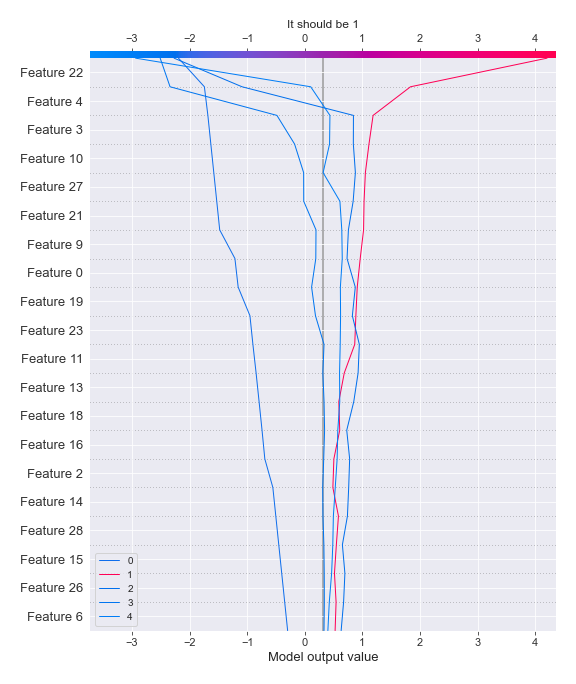 It should be 1
−3 −2 −1 0 1 2 3 4
Feature 22
Feature 4
Feature 3
Feature 10
Feature 27
Feature 21
Feature 9
Feature 0
Feature 19
Feature 23
Feature 11
Feature 13
Feature 18
Feature 16
Feature 2
Feature 14
Feature 28
Feature 15
Feature 26
Feature 6
0
1
2
3
4
−3 −2 −1 0 1 2 3 4
Model output value